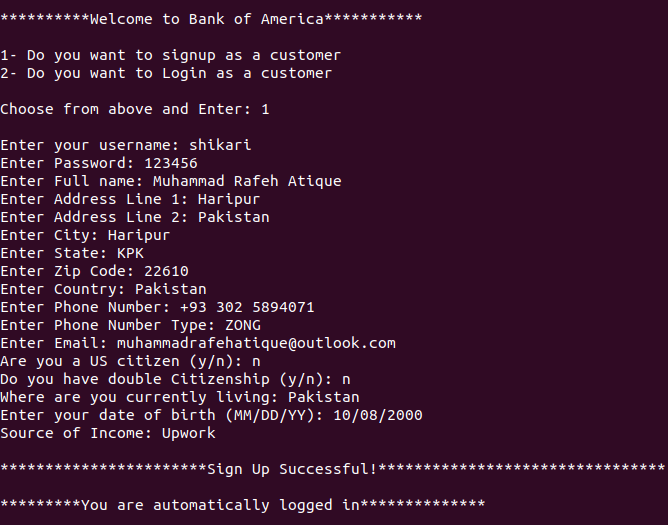 **********Welcome to Bank of America***********
1- Do you want to signup as a customer
2- Do you want to Login as a customer
Choose from above and Enter: 1
Enter your username: shikari
Enter Password: 123456
Enter Full name: Muhammad Rafeh Atique
Enter Address Line 1: Haripur
Enter Address Line 2: Pakistan
Enter City: Haripur
Enter State: KPK
Enter Zip Code: 22610
Enter Country: Pakistan
Enter Phone Number: +93 302 5894071
Enter Phone Number Type: ZONG
Enter Email: muhammadrafehatique@outlook.com
Are you a US citizen (y/n): n
Do you have double Citizenship (y/n): n
Where are you currently living: Pakistan
Enter your date of birth (MM/DD/YY): 10/08/2000
Source of Income: Upwork
***********************Sign Up Successful!********************************
*********You are automatically logged in**************